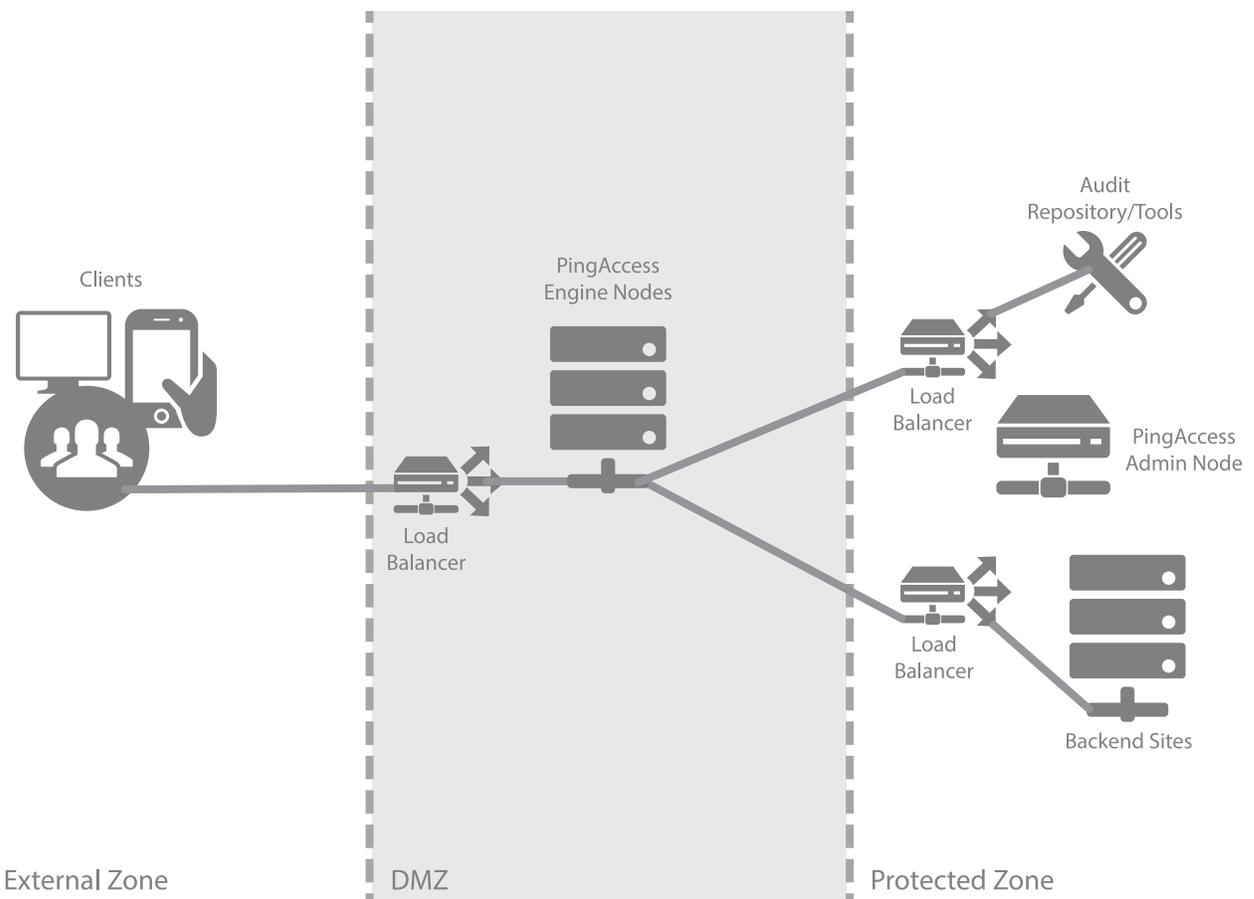 Clients
PingAccess
Engine Nodes
Load
Balancer
Audit
Repository/Tools
Load
Balancer
PingAccess
Admin Node
Load
Balancer
Backend Sites
External Zone
DMZ
Protected Zone